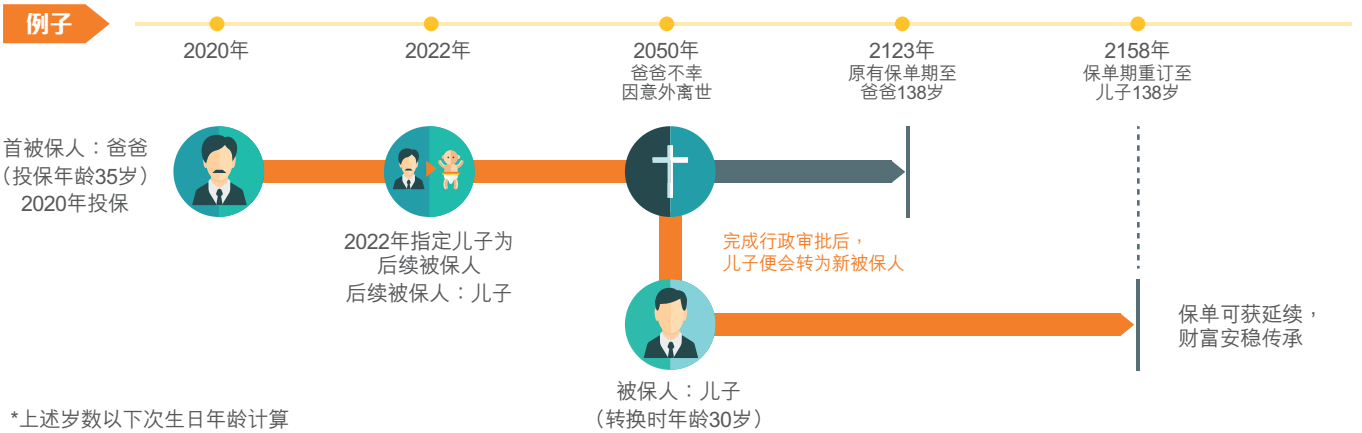 例子
2020年
2022年
2050年
爸爸不幸
因意外离世
2123年
原有保单期至
爸爸138岁
2158年
保单期重订至
儿子138岁
首被保人：爸爸
（投保年龄35岁）
2020年投保
2022年指定儿子为
后续被保人
后续被保人：儿子
完成行政审批后，
儿子便会转为新被保人
被保人：儿子
（转换时年龄30岁）
保单可获延续，
财富安稳传承
*上述岁数以下次生日年龄计算